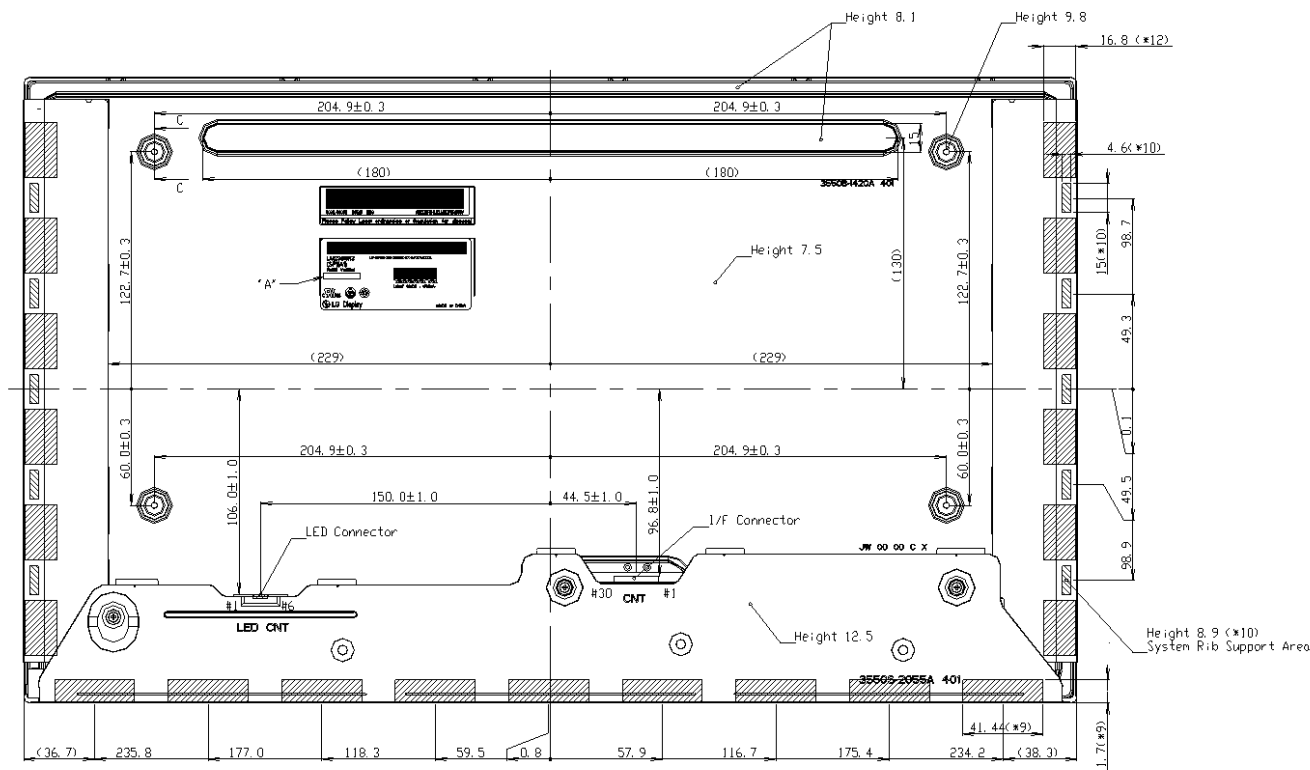 Height 8.1
Height 9.8
16.8 (*12)
204.9±0.3
204.9±0.3
C
15
4.6(*10)
C
(180)
(180)
35505-1420A 401
122.7±0.3
Height 7.5
(130)
122.7±0.3
15(*10)
98.7
"A"
LG Display
MADE IN CHINA
49.3
(229)
(229)
0.1
60.0±0.3
106.0±1.0
204.9±0.3
204.9±0.3
96.8±1.0
60.0±0.3
49.5
150.0±1.0
44.5±1.0
LED Connector
I/F Connector
JW 00 00 C X
98.9
#1
#6
#30
CNT
#1
LED CNT
Height 12.5
Height 8.9 (*10)
System Rib Support Area
3550S-2055A 401
41.44(*9)
1.7(*9)
(36.7)
235.8
177.0
118.3
59.5
0.8
57.9
116.7
175.4
234.2
(38.3)